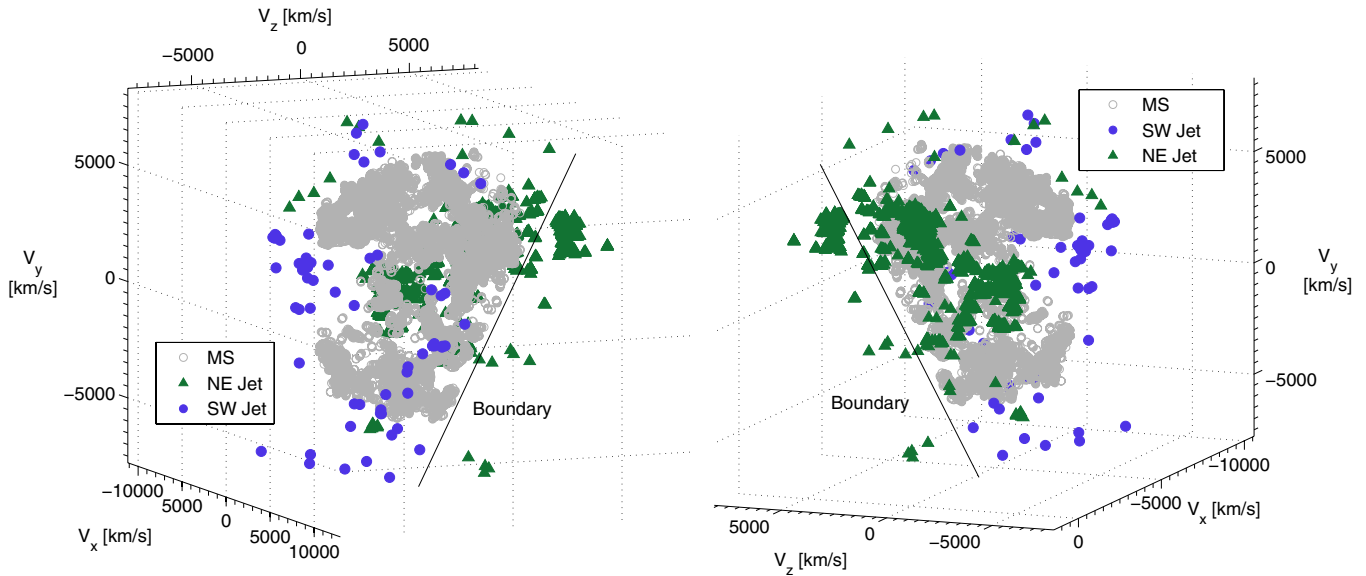 V_z [km/s]
−5000
0
5000
5000
0
−5000
V_y
[km/s]
MS
NE Jet
SW Jet
Boundary
−10000
5000
0
5000
10000
V_x [km/s]
MS
SW Jet
NE Jet
5000
0
−5000
V_y
[km/s]
Boundary
−10000
−5000
0
V_x [km/s]
5000
0
−5000
V_z [km/s]